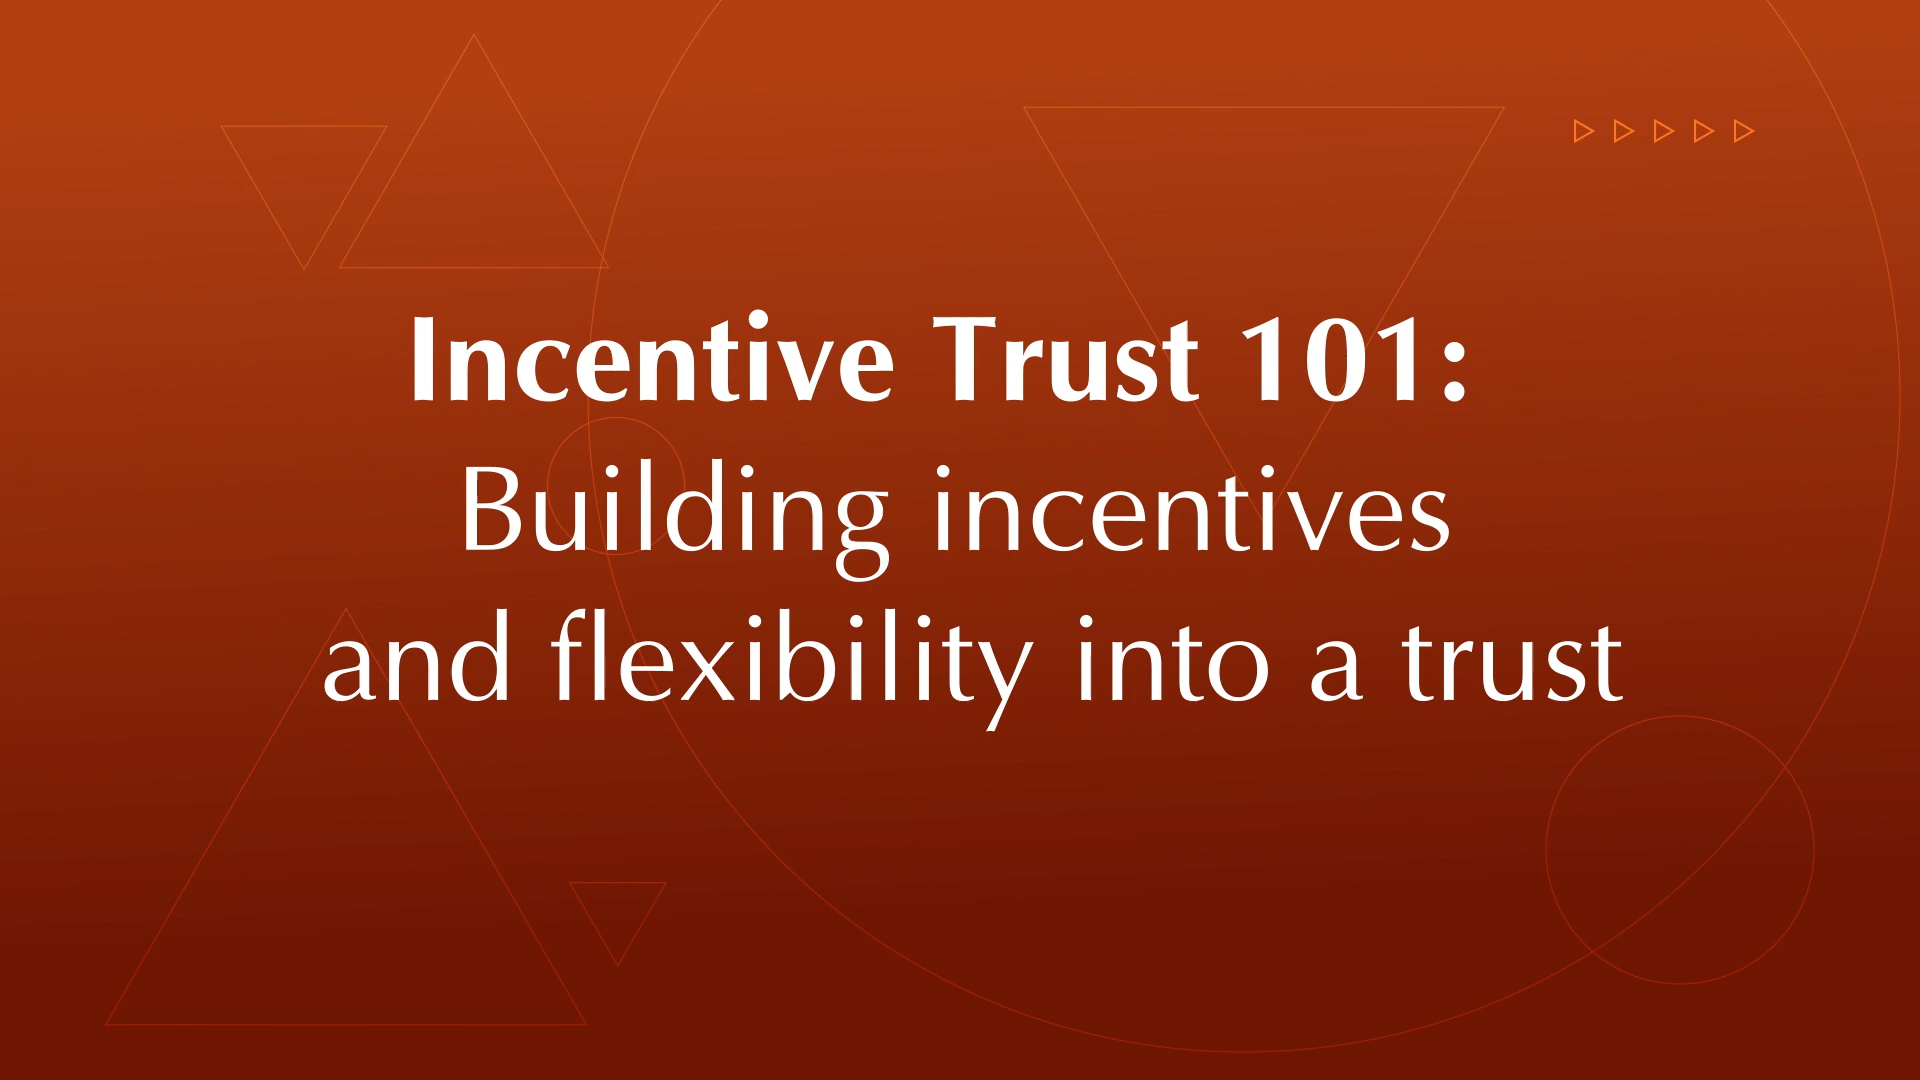 Incentive Trust 101:
Building incentives
and flexibility into a trust